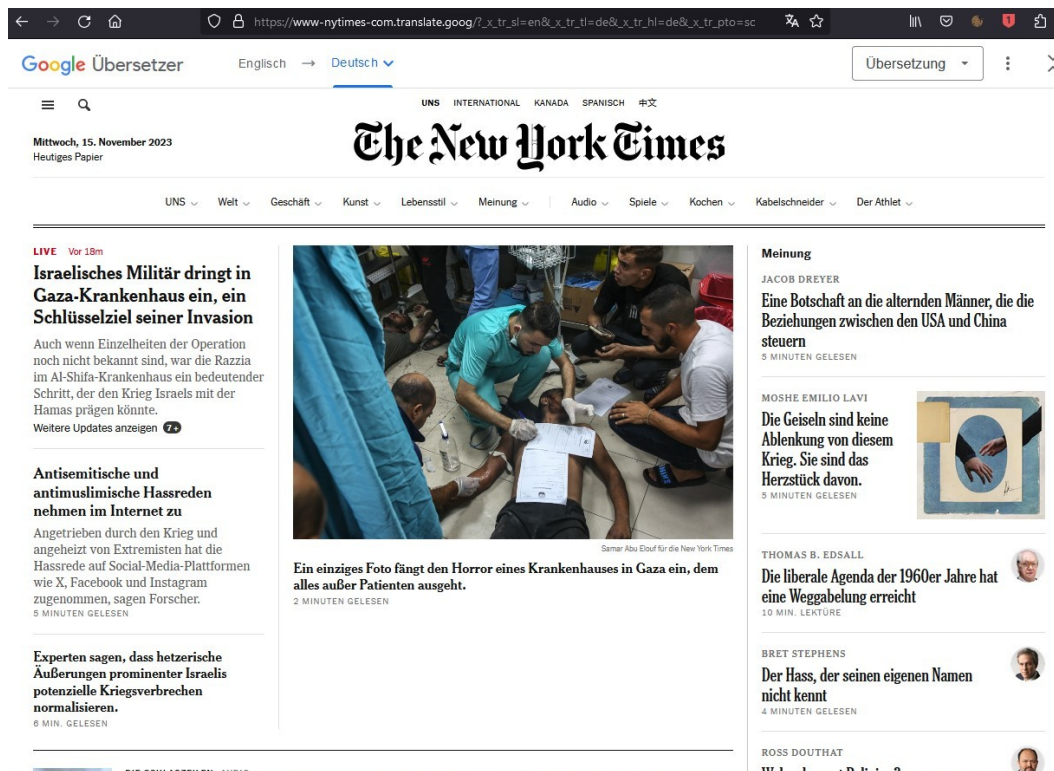 https://www-nytimes-com.translate.goog/?_x_tr_sl=en&_x_tr_tl=de&_x_tr_hl=de&_x_tr_pto=sc
1
Google Übersetzer
Englisch → Deutsch
Übersetzung
UNS INTERNATIONAL KANADA SPANISCH 中文
Mittwoch, 15. November 2023
Heutiges Papier
The New York Times
UNS Welt Geschäft Kunst Lebensstil Meinung Audio Spiele Kochen Kabelschneider Der Athlet
LIVE Vor 18m
Israelisches Militär dringt in
Gaza-Krankenhaus ein, ein
Schlüsselziel seiner Invasion
Auch wenn Einzelheiten der Operation
noch nicht bekannt sind, war die Razzia
im Al-Shifa-Krankenhaus ein bedeutender
Schritt, der den Krieg Israels mit der
Hamas prägen könnte.
Weitere Updates anzeigen 7+
Antisemitische und
antimuslimische Hassreden
nehmen im Internet zu
Angetrieben durch den Krieg und
angeheizt von Extremisten hat die
Hassrede auf Social-Media-Plattformen
wie X, Facebook und Instagram
zugenommen, sagen Forscher.
5 MINUTEN GELESEN
Experten sagen, dass hetzerische
Äußerungen prominenter Israelis
potenzielle Kriegsverbrechen
normalisieren.
6 MIN. GELESEN
Samar Abu Elouf für die New York Times
Ein einziges Foto fängt den Horror eines Krankenhauses in Gaza ein, dem
alles außer Patienten ausgeht.
2 MINUTEN GELESEN
Meinung
JACOB DREYER
Eine Botschaft an die alternden Männer, die die
Beziehungen zwischen den USA und China
steuern
5 MINUTEN GELESEN
MOSHE EMILIO LAVI
Die Geiseln sind keine
Ablenkung von diesem
Krieg. Sie sind das
Herzstück davon.
5 MINUTEN GELESEN
THOMAS B. EDSALL
Die liberale Agenda der 1960er Jahre hat
eine Weggabelung erreicht
10 MIN. LEKTÜRE
BRET STEPHENS
Der Hass, der seinen eigenen Namen
nicht kennt
4 MINUTEN GELESEN
ROSS DOUTHAT